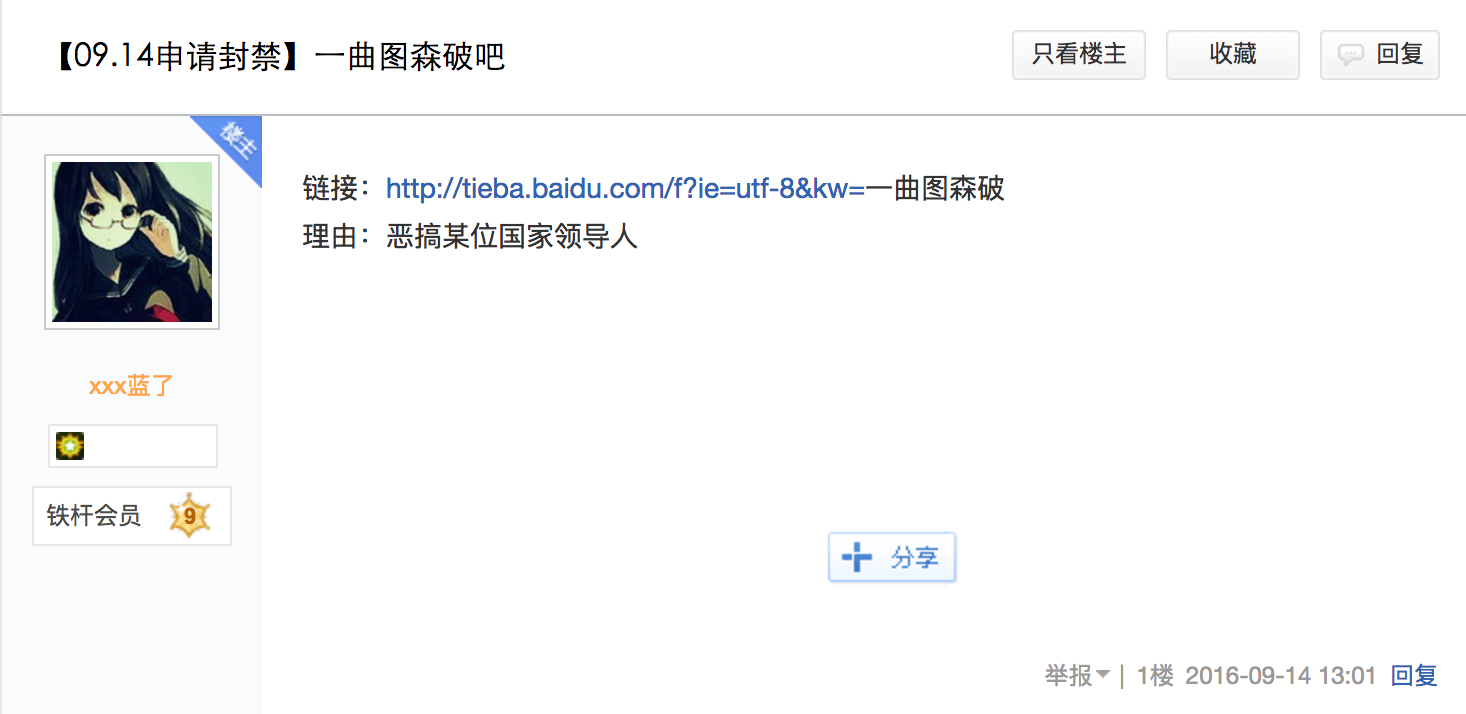 【09.14申请封禁】一曲图森破吧
只看楼主
收藏
回复
楼主
链接：http://tieba.baidu.com/f?ie=utf-8&kw=一曲图森破
理由：恶搞某位国家领导人
xxx蓝了
铁杆会员 9
分享
举报 | 1楼 2016-09-14 13:01 回复